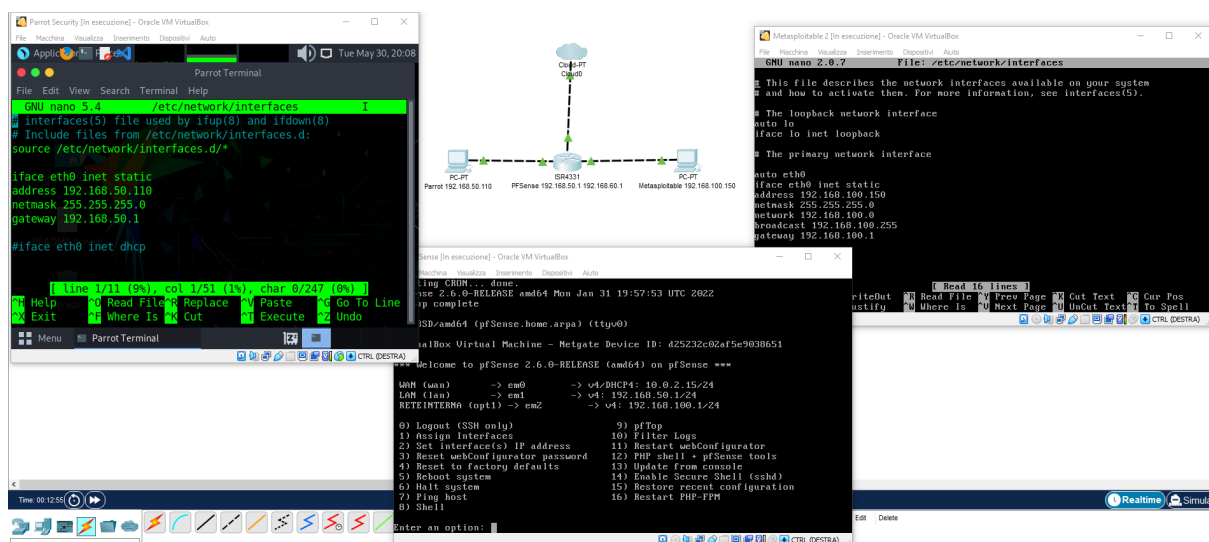 Parrot Security [In esecuzione] - Oracle VM VirtualBox
File Macchina Visualizza Inserimento Dispositivi Aiuto
Tue May 30, 20:08
Parrot Terminal
File Edit View Search Terminal Help
GNU nano 5.4 /etc/network/interfaces
# interfaces(5) file used by ifup(8) and ifdown(8)
# Include files from /etc/network/interfaces.d:
source /etc/network/interfaces.d/*
iface eth0 inet static
address 192.168.50.110
netmask 255.255.255.0
gateway 192.168.50.1
#iface eth0 inet dhcp
[ line 1/11 (9%), col 1/51 (1%), char 0/247 (0%) ]
^H Help ^O Read File ^R Replace ^V Paste ^G Go To Line
^X Exit ^F Where Is ^K Cut ^T Execute ^Z Undo
Menu Parrot Terminal
CTRL (DESTRA)
Cloud-PT
Cloud0
PC-PT
Parrot 192.168.50.110
ISR4331
PFSense 192.168.50.1 192.168.60.1
PC-PT
Metasploitable 192.168.100.150
Metasploitable 2 [In esecuzione] - Oracle VM VirtualBox
File Macchina Visualizza Inserimento Dispositivi Aiuto
GNU nano 2.0.7 File: /etc/network/interfaces
# This file describes the network interfaces available on your system
# and how to activate them. For more information, see interfaces(5).
# The loopback network interface
auto lo
iface lo inet loopback
# The primary network interface
auto eth0
iface eth0 inet static
address 192.168.100.150
netmask 255.255.255.0
network 192.168.100.0
broadcast 192.168.100.255
gateway 192.168.100.1
[ Read 16 lines ]
riteOut ^R Read File ^Y Prev Page ^K Cut Text ^C Cur Pos
ustify ^W Where Is ^V Next Page ^U UnCut Text ^T To Spell
CTRL (DESTRA)
Sense [In esecuzione] - Oracle VM VirtualBox
Macchina Visualizza Inserimento Dispositivi Aiuto
ting CRON... done.
nse 2.6.0-RELEASE amd64 Mon Jan 31 19:57:53 UTC 2022
up complete
BSD/amd64 (pfSense.home.arpa) (ttyv0)
ualBox Virtual Machine - Netgate Device ID: d25232c02af5e9038651
*** Welcome to pfSense 2.6.0-RELEASE (amd64) on pfSense ***
WAN (wan) -> em0 -> v4/DHCP4: 10.0.2.15/24
LAN (lan) -> em1 -> v4: 192.168.50.1/24
RETEINTERNA (opt1) -> em2 -> v4: 192.168.100.1/24
0) Logout (SSH only) 9) pfTop
1) Assign Interfaces 10) Filter Logs
2) Set interface(s) IP address 11) Restart webConfigurator
3) Reset webConfigurator password 12) PHP shell + pfSense tools
4) Reset to factory defaults 13) Update from console
5) Reboot system 14) Enable Secure Shell (sshd)
6) Halt system 15) Restore recent configuration
7) Ping host 16) Restart PHP-FPM
8) Shell
Enter an option:
CTRL (DESTRA)
Time: 00:12:55
Realtime Simula
Edit Delete